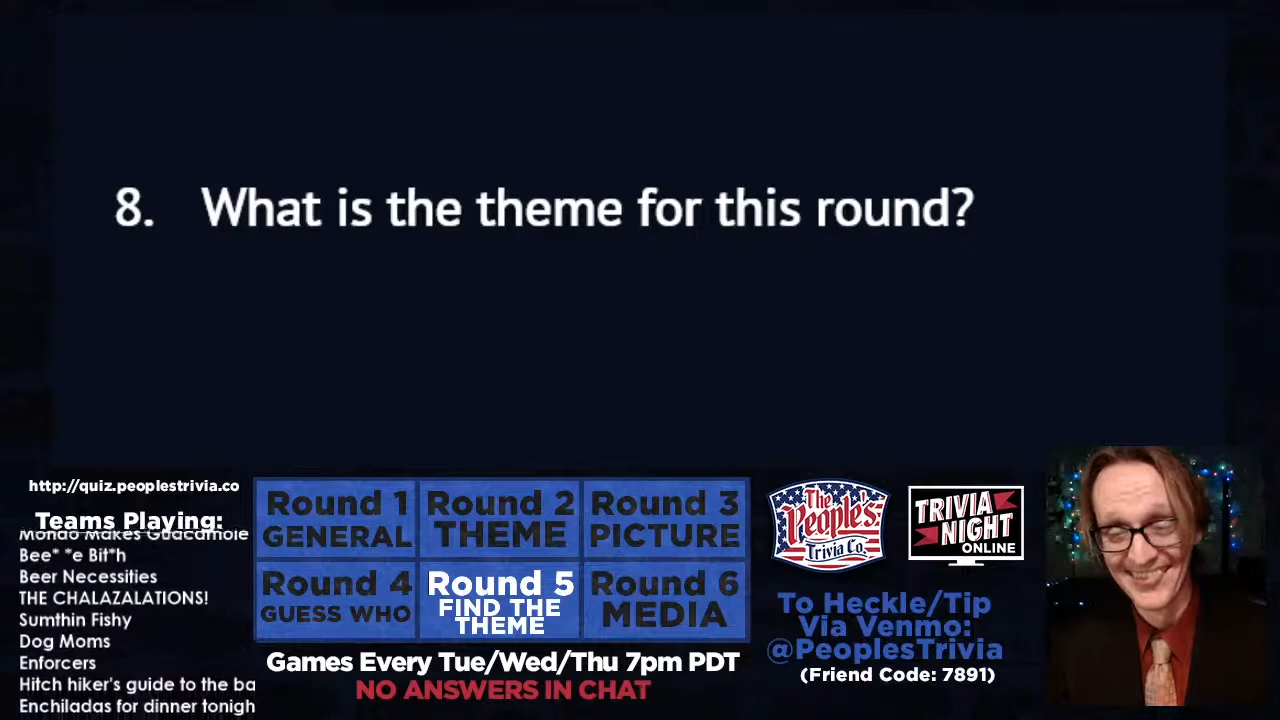 8. What is the theme for this round?
http://quiz.peoplestrivia.co
Teams Playing:
Mondo Makes Guacamole
Bee* *e Bit*h
Beer Necessities
THE CHALAZALATIONS!
Sumthin Fishy
Dog Moms
Enforcers
Hitch hiker's guide to the ba
Enchiladas for dinner tonigh
Round 1
GENERAL
Round 2
THEME
Round 3
PICTURE
Round 4
GUESS WHO
Round 5
FIND THE
THEME
Round 6
MEDIA
Games Every Tue/Wed/Thu 7pm PDT
NO ANSWERS IN CHAT
The
People's
Trivia Co.
TRIVIA
NIGHT
ONLINE
To Heckle/Tip
Via Venmo:
@PeoplesTrivia
(Friend Code: 7891)